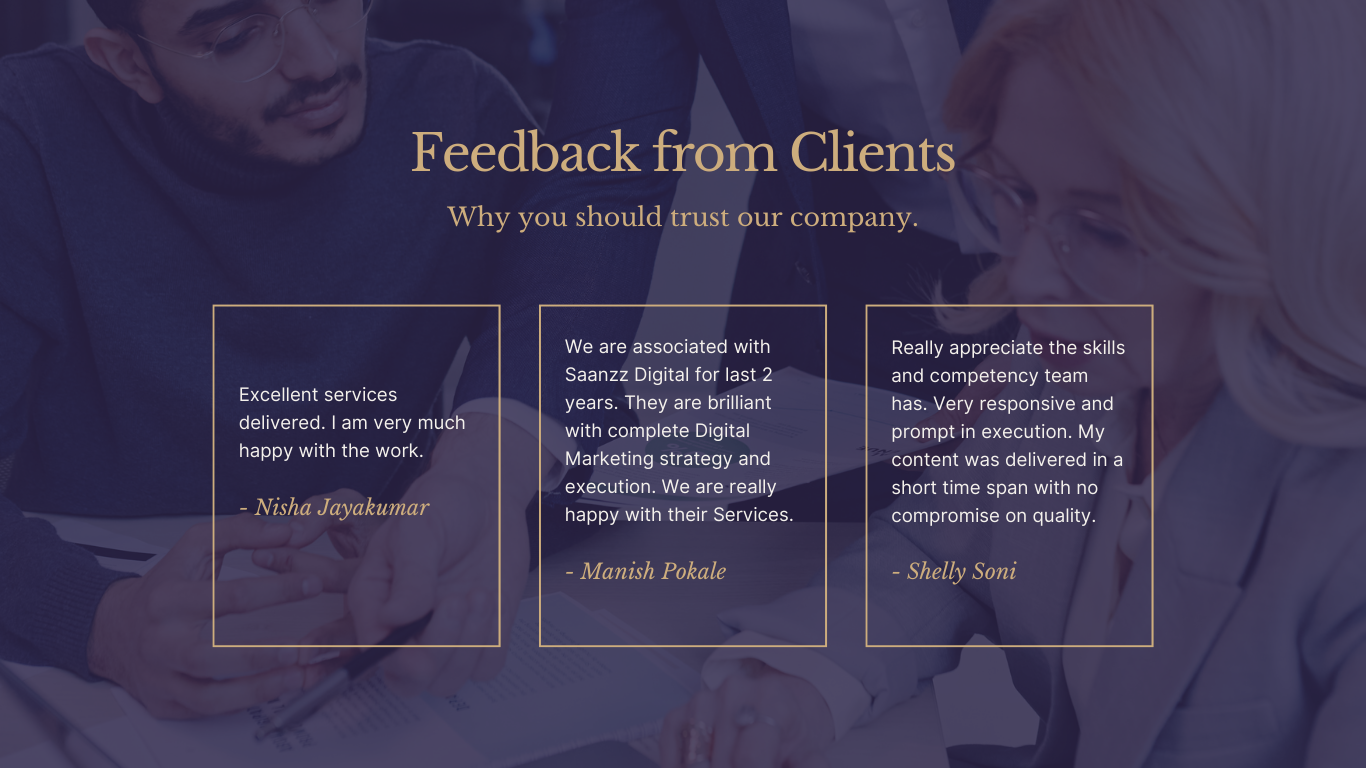 Feedback from Clients
Why you should trust our company.
Excellent services
delivered. I am very much
happy with the work.
- Nisha Jayakumar
We are associated with
Saanzz Digital for last 2
years. They are brilliant
with complete Digital
Marketing strategy and
execution. We are really
happy with their Services.
- Manish Pokale
Really appreciate the skills
and competency team
has. Very responsive and
prompt in execution. My
content was delivered in a
short time span with no
compromise on quality.
- Shelly Soni